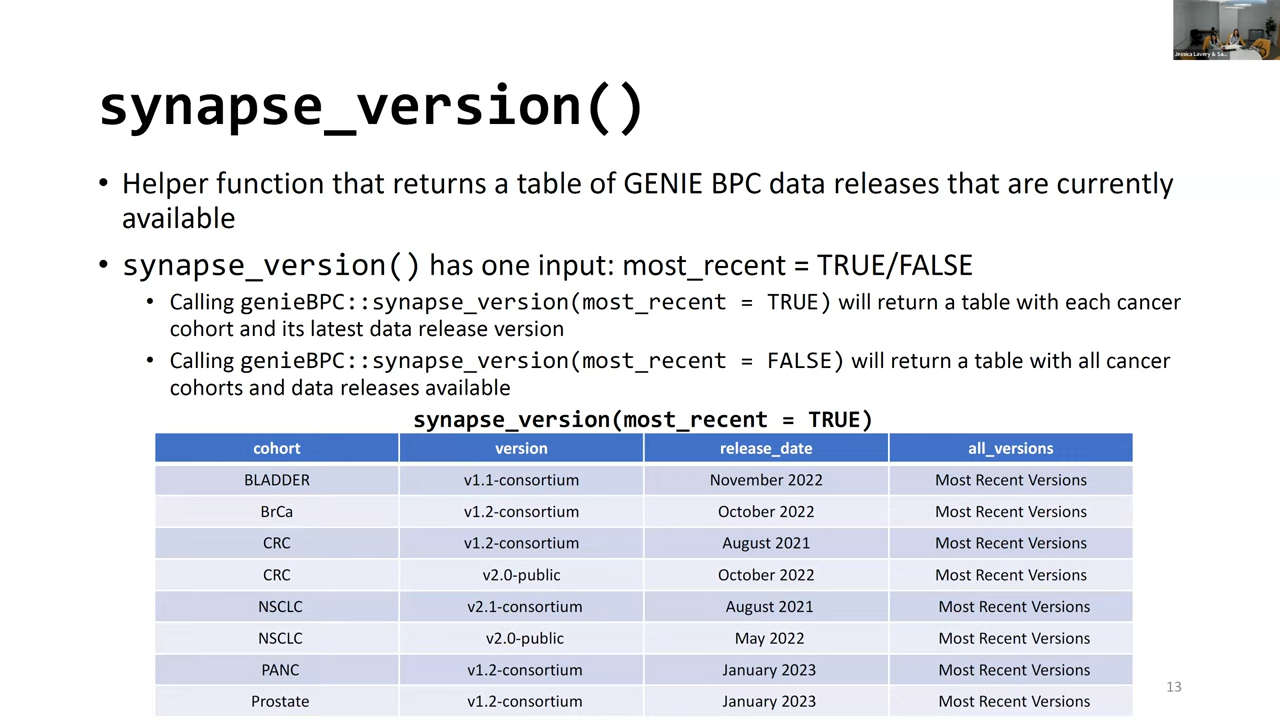 Jessica Lavery & Sa...
synapse_version()
• Helper function that returns a table of GENIE BPC data releases that are currently
available
• synapse_version() has one input: most_recent = TRUE/FALSE
• Calling genieBPC::synapse_version(most_recent = TRUE) will return a table with each cancer
cohort and its latest data release version
• Calling genieBPC::synapse_version(most_recent = FALSE) will return a table with all cancer
cohorts and data releases available
synapse_version(most_recent = TRUE)
cohort version release_date all_versions
BLADDER v1.1-consortium November 2022 Most Recent Versions
BrCa v1.2-consortium October 2022 Most Recent Versions
CRC v1.2-consortium August 2021 Most Recent Versions
CRC v2.0-public October 2022 Most Recent Versions
NSCLC v2.1-consortium August 2021 Most Recent Versions
NSCLC v2.0-public May 2022 Most Recent Versions
PANC v1.2-consortium January 2023 Most Recent Versions
Prostate v1.2-consortium January 2023 Most Recent Versions
13